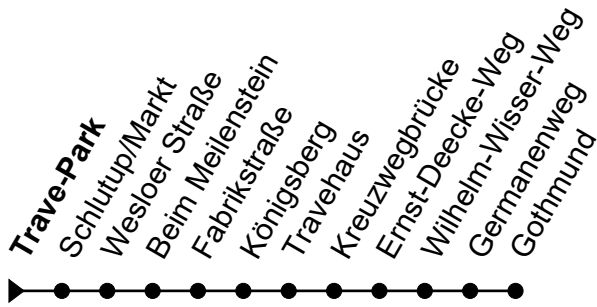 Trave-Park
Schlutup/Markt
Wesloer Straße
Beim Meilenstein
Fabrikstraße
Königsberg
Travehaus
Kreuzwegbrücke
Ernst-Deecke-Weg
Wilhelm-Wisser-Weg
Germanenweg
Gothmund